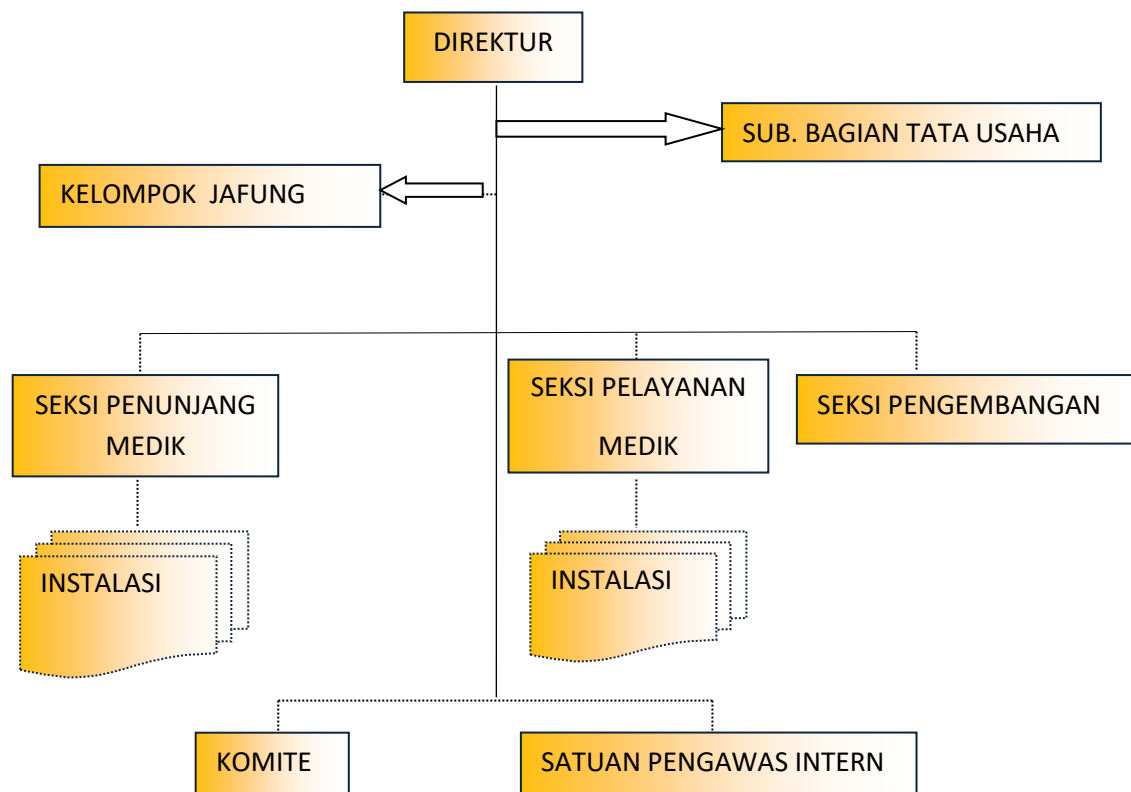 DIREKTUR
SUB. BAGIAN TATA USAHA
KELOMPOK JAFUNG
SEKSI PENUNJANG
MEDIK
SEKSI PELAYANAN
MEDIK
SEKSI PENGEMBANGAN
INSTALASI
INSTALASI
KOMITE
SATUAN PENGAWAS INTERN